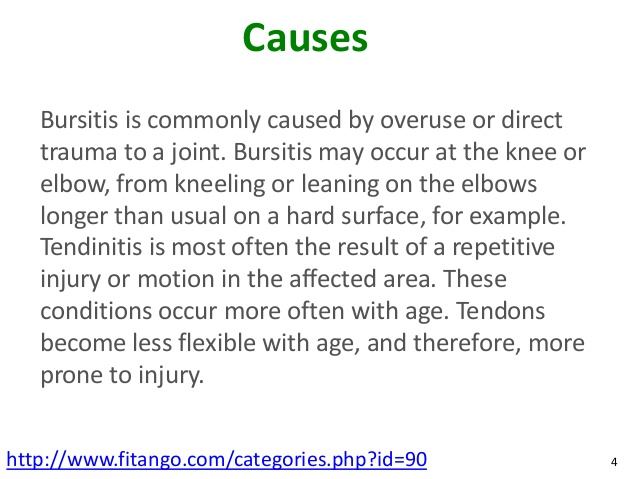 Causes
Bursitis is commonly caused by overuse or direct
trauma to a joint. Bursitis may occur at the knee or
elbow, from kneeling or leaning on the elbows
longer than usual on a hard surface, for example.
Tendinitis is most often the result of a repetitive
injury or motion in the affected area. These
conditions occur more often with age. Tendons
become less flexible with age, and therefore, more
prone to injury.
http://www.fitango.com/categories.php?id=90
4